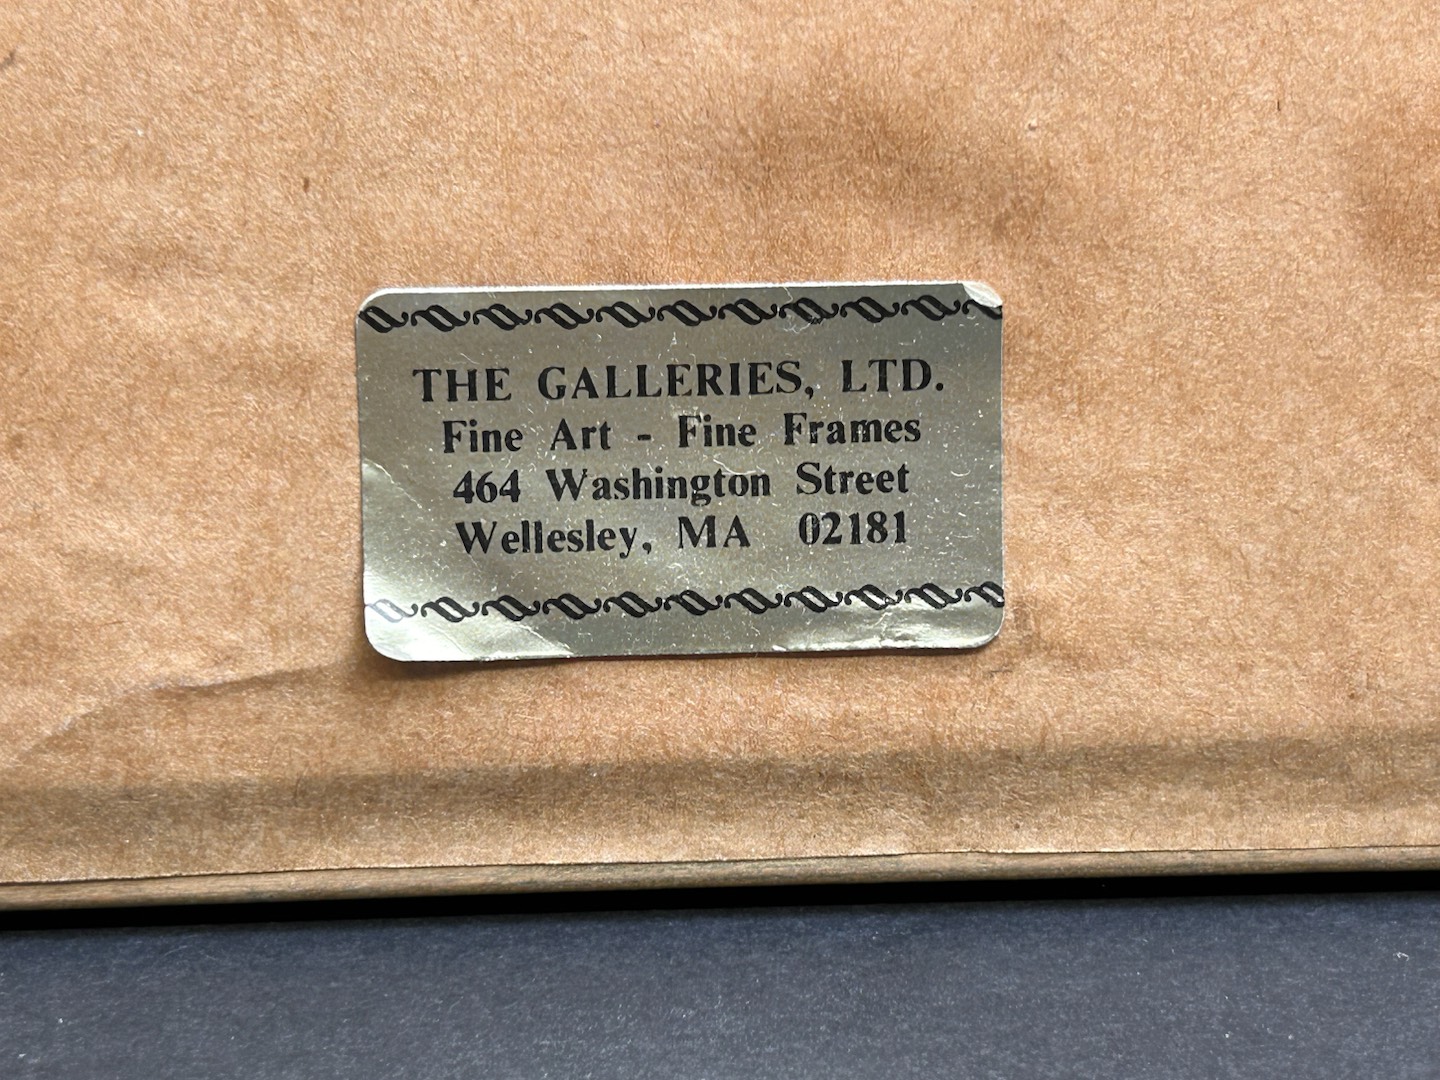 THE GALLERIES, LTD.
Fine Art - Fine Frames
464 Washington Street
Wellesley, MA 02181